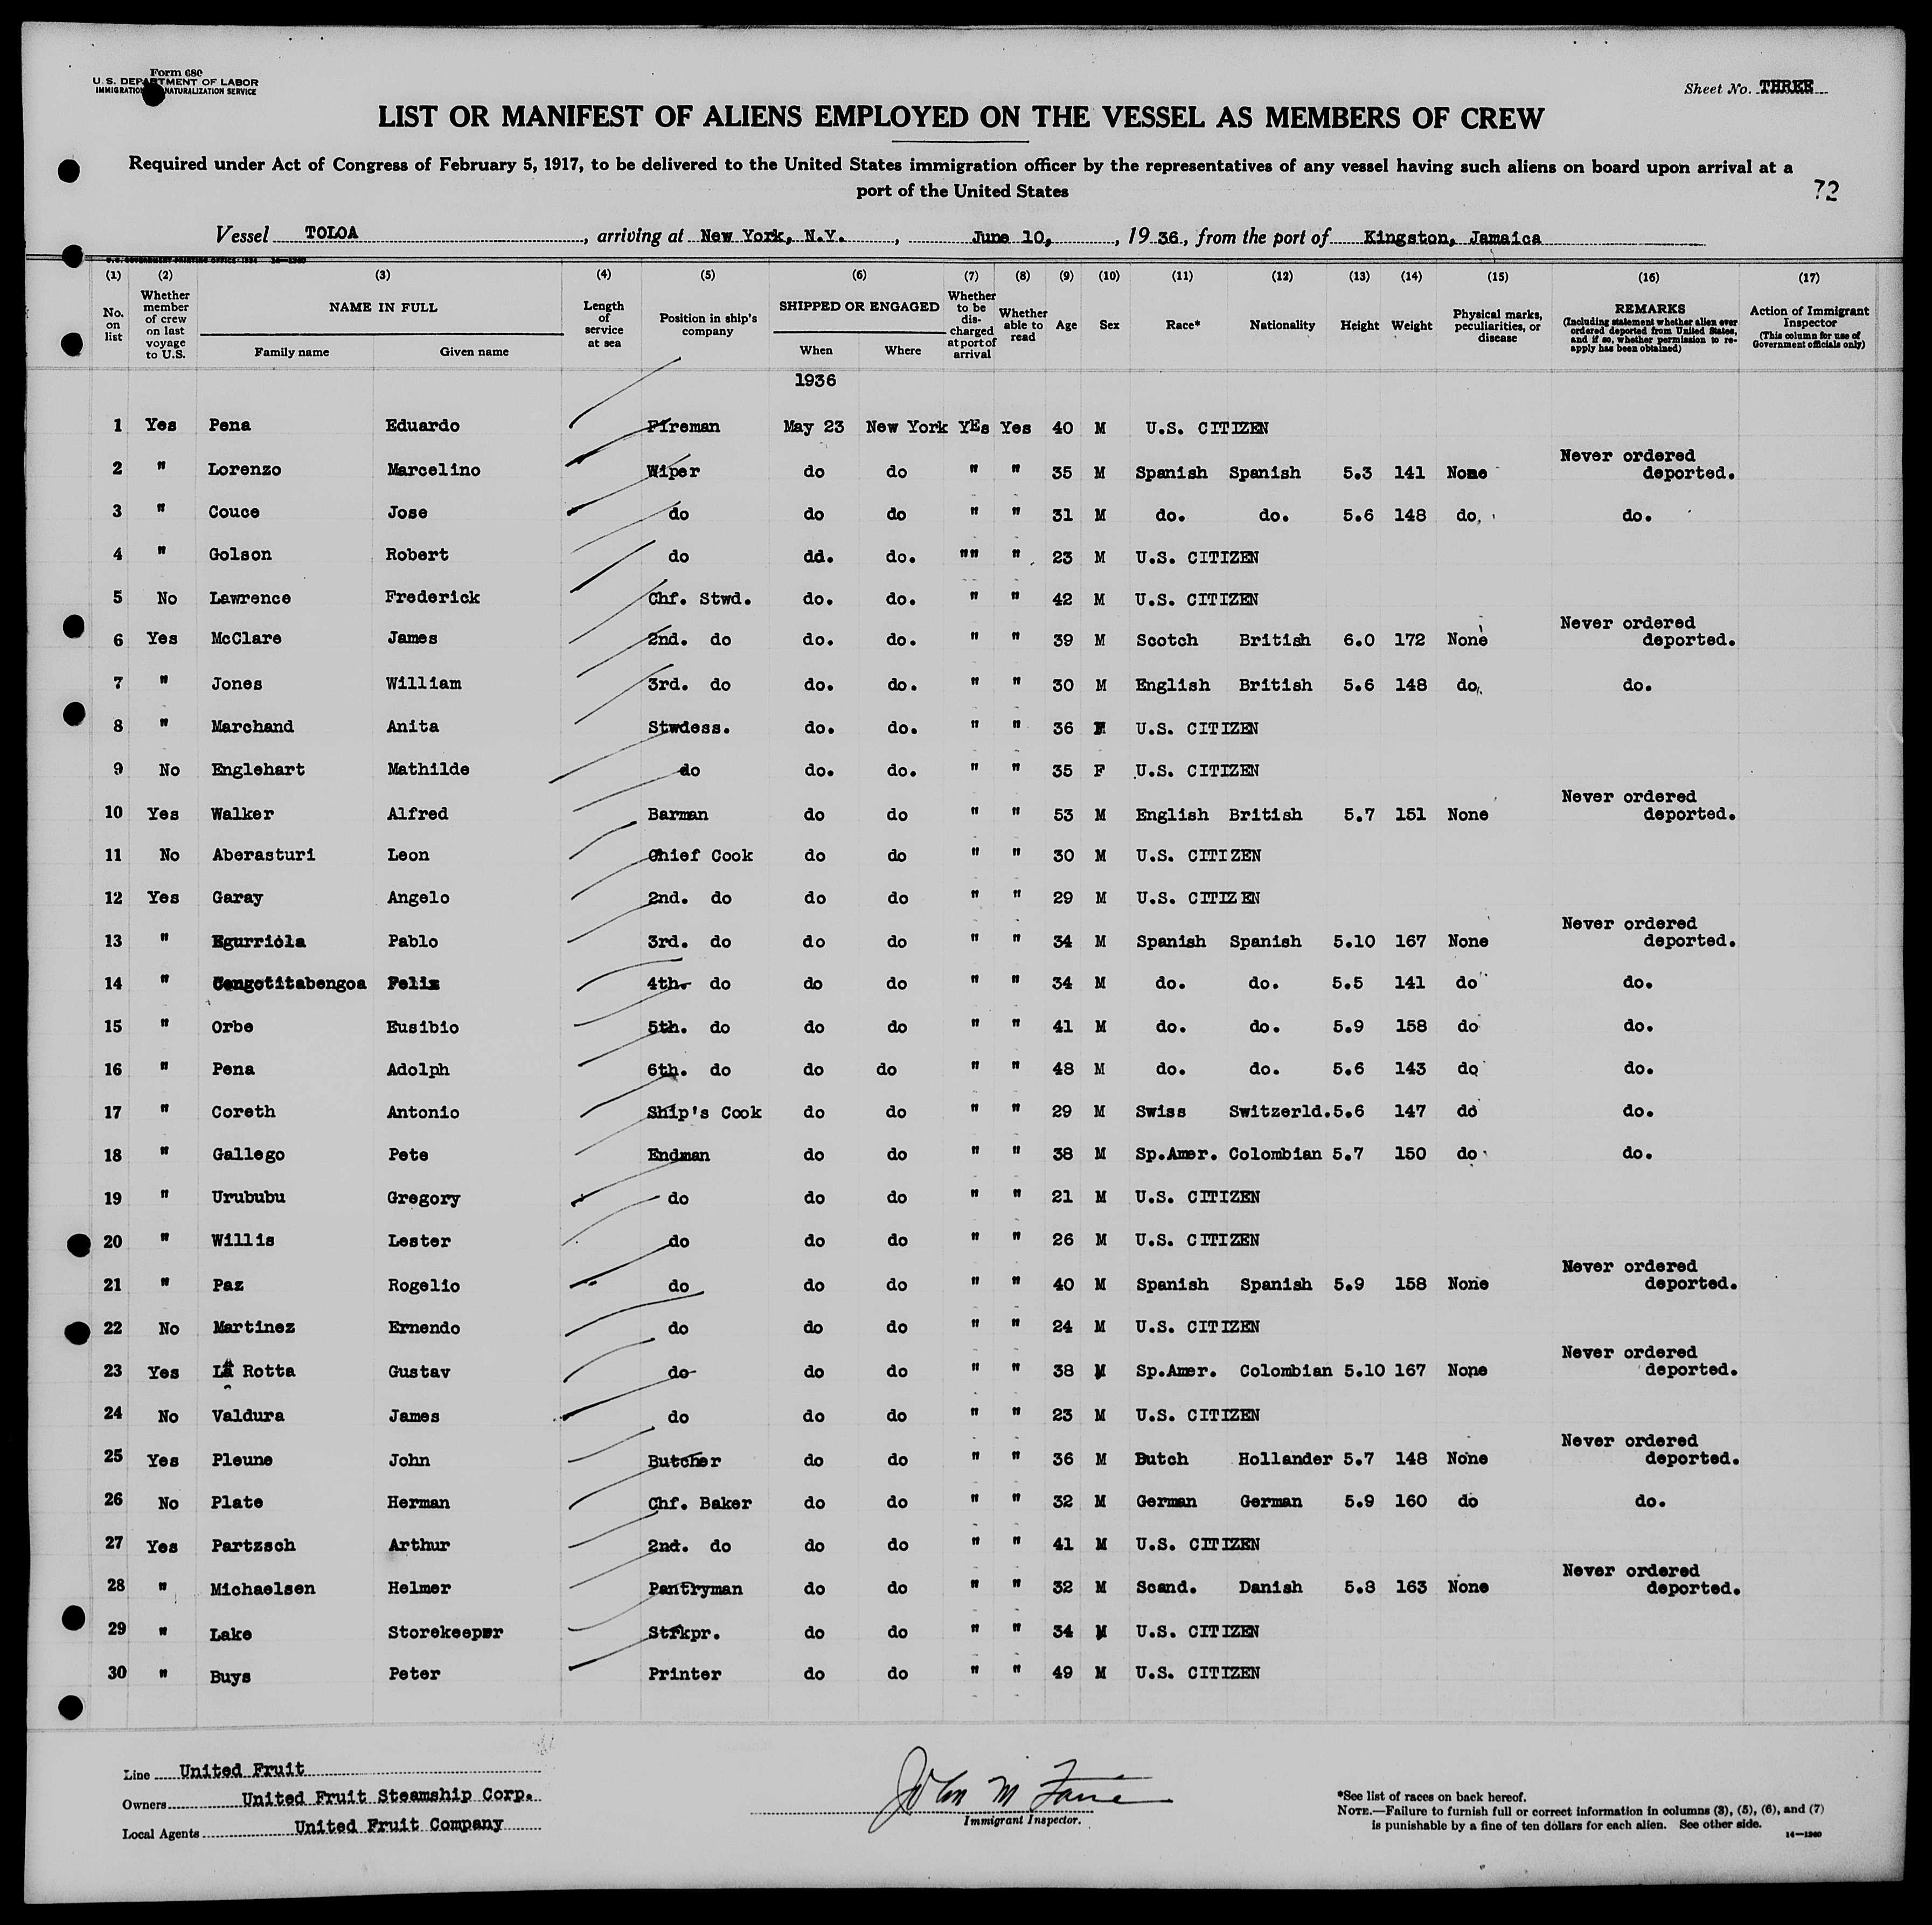 Form 680
U. S. DEPARTMENT OF LABOR
IMMIGRATION NATURALIZATION SERVICE
Sheet No. THREE
LIST OR MANIFEST OF ALIENS EMPLOYED ON THE VESSEL AS MEMBERS OF CREW
Required under Act of Congress of February 5, 1917, to be delivered to the United States immigration officer by the representatives of any vessel having such aliens on board upon arrival at a
port of the United States
72
Vessel TOLOA, arriving at New York, N.Y., June 10, 1936, from the port of Kingston, Jamaica
(1) (2) (3) (4) (5) (6) (7) (8) (9) (10) (11) (12) (13) (14) (15) (16) (17)
No. on list
Whether member of crew on last voyage to U.S.
NAME IN FULL
Family name Given name
Length of service at sea
Position in ship's company
SHIPPED OR ENGAGED
When Where
Whether to be discharged at port of arrival
Whether able to read
Age Sex Race* Nationality Height Weight
Physical marks, peculiarities, or disease
REMARKS
(Including statement whether alien ever ordered deported from United States, and if so, whether permission to re-apply has been obtained)
Action of Immigrant Inspector
(This column for use of Government officials only)
1936
1 Yes Pena Eduardo Fireman May 23 New York YEs Yes 40 M U.S. CITIZEN
2 " Lorenzo Marcelino Wiper do do " " 35 M Spanish Spanish 5.3 141 None Never ordered deported.
3 " Couce Jose do do do " " 31 M do. do. 5.6 148 do. do.
4 " Golson Robert do dd. do. "" " 23 M U.S. CITIZEN
5 No Lawrence Frederick Chf. Stwd. do. do. " " 42 M U.S. CITIZEN
6 Yes McClare James 2nd. do do. do. " " 39 M Scotch British 6.0 172 None Never ordered deported.
7 " Jones William 3rd. do do. do. " " 30 M English British 5.6 148 do. do.
8 " Marchand Anita Stwdess. do. do. " " 36 F U.S. CITIZEN
9 No Englehart Mathilde do do. do. " " 35 F U.S. CITIZEN
10 Yes Walker Alfred Barman do do " " 53 M English British 5.7 151 None Never ordered deported.
11 No Aberasturi Leon Chief Cook do do " " 30 M U.S. CITIZEN
12 Yes Garay Angelo 2nd. do do do " " 29 M U.S. CITIZEN
13 " Egurriola Pablo 3rd. do do do " " 34 M Spanish Spanish 5.10 167 None Never ordered deported.
14 " Felix 4th. do do do " " 34 M do. do. 5.5 141 do do.
15 " Orbe Eusibio 5th. do do do " " 41 M do. do. 5.9 158 do do.
16 " Pena Adolph 6th. do do do " " 48 M do. do. 5.6 143 do do.
17 " Coreth Antonio Ship's Cook do do " " 29 M Swiss Switzerld. 5.6 147 do do.
18 " Gallego Pete Endman do do " " 38 M Sp.Amer. Colombian 5.7 150 do do.
19 " Urububu Gregory do do do " " 21 M U.S. CITIZEN
20 " Willis Lester do do do " " 26 M U.S. CITIZEN
21 " Paz Rogelio do do do " " 40 M Spanish Spanish 5.9 158 None Never ordered deported.
22 No Martinez Ernendo do do do " " 24 M U.S. CITIZEN
23 Yes La Rotta Gustav do do do " " 38 M Sp.Amer. Colombian 5.10 167 None Never ordered deported.
24 No Valdura James do do do " " 23 M U.S. CITIZEN
25 Yes Pleune John Butcher do do " " 36 M Dutch Hollander 5.7 148 None Never ordered deported.
26 No Plate Herman Chf. Baker do do " " 32 M German German 5.9 160 do do.
27 Yes Partzsch Arthur 2nd. do do do " " 41 M U.S. CITIZEN
28 " Michaelsen Helmer Pantryman do do " " 32 M Scand. Danish 5.8 163 None Never ordered deported.
29 " Lake Storekeeper Strkpr. do do " " 34 M U.S. CITIZEN
30 " Buys Peter Printer do do " " 49 M U.S. CITIZEN
Line United Fruit
Owners United Fruit Steamship Corp.
Local Agents United Fruit Company
John M
Immigrant Inspector.
*See list of races on back hereof.
NOTE.—Failure to furnish full or correct information in columns (3), (5), (6), and (7)
is punishable by a fine of ten dollars for each alien. See other side.
14—1240